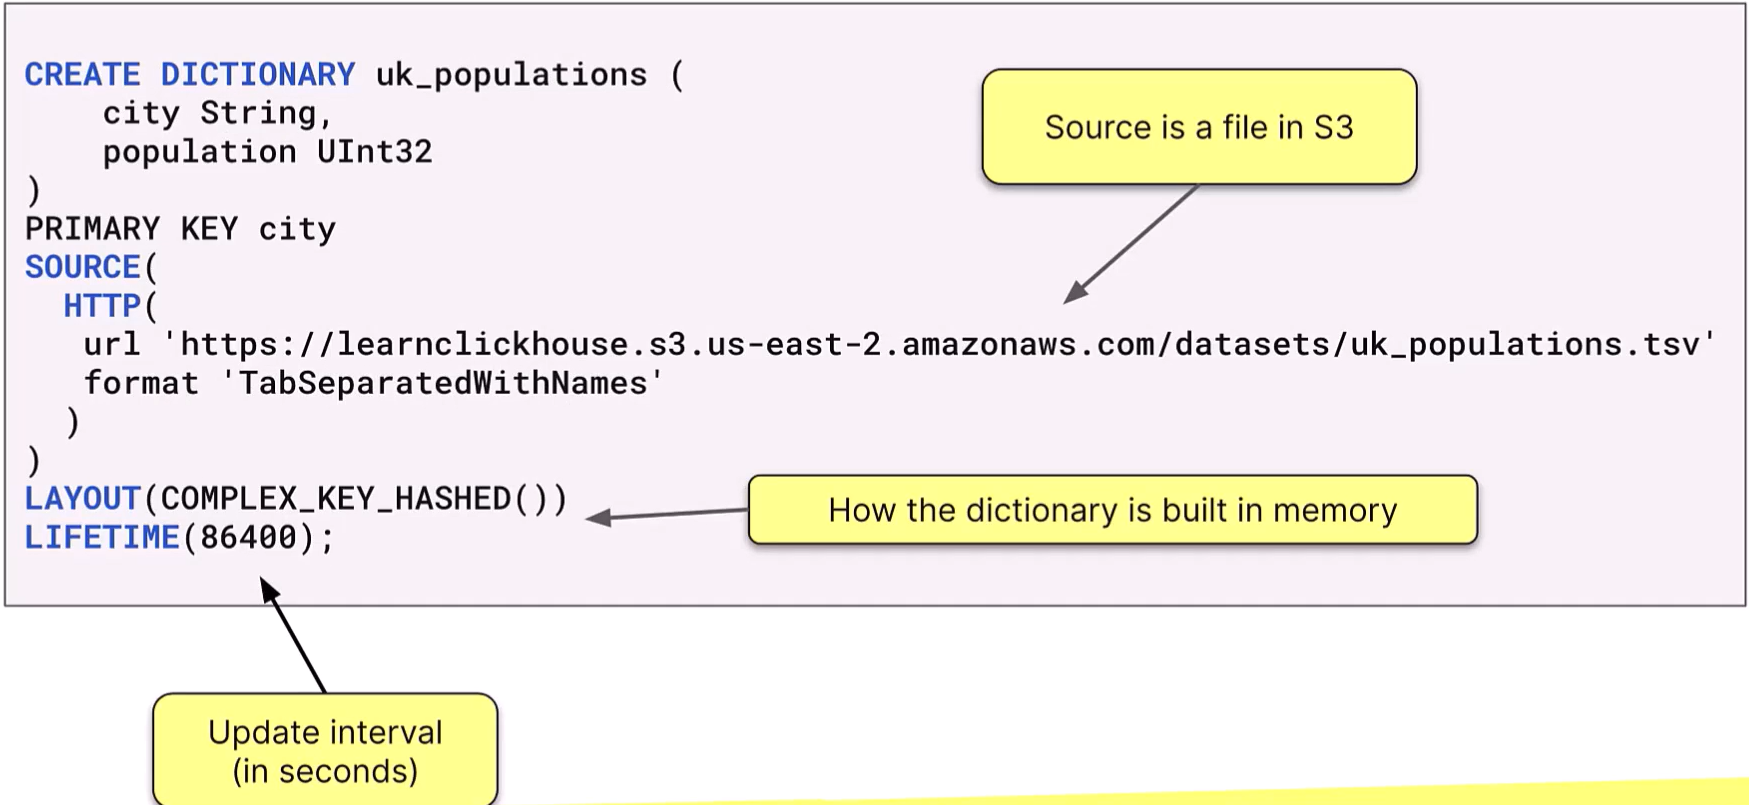 CREATE DICTIONARY uk_populations (
    city String,
    population UInt32
)
PRIMARY KEY city
SOURCE(
  HTTP(
   url 'https://learnclickhouse.s3.us-east-2.amazonaws.com/datasets/uk_populations.tsv'
   format 'TabSeparatedWithNames'
  )
)
LAYOUT(COMPLEX_KEY_HASHED())
LIFETIME(86400);
Source is a file in S3
How the dictionary is built in memory
Update interval
(in seconds)